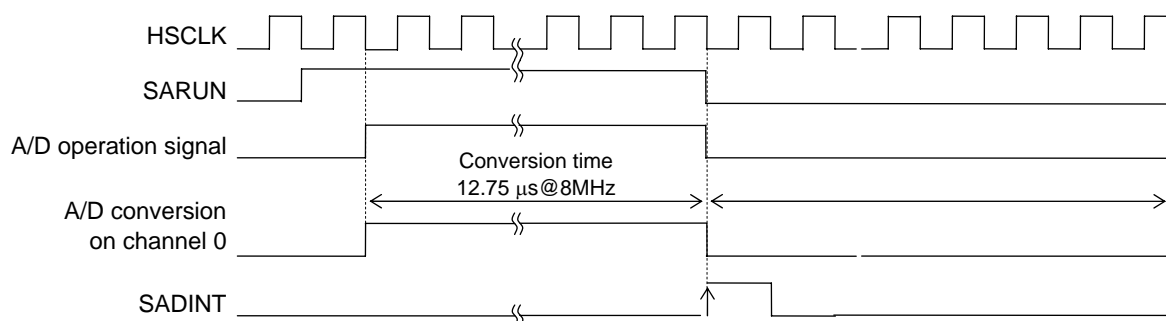 HSCLK
SARUN
A/D operation signal
Conversion time
12.75 μs@8MHz
A/D conversion
on channel 0
SADINT